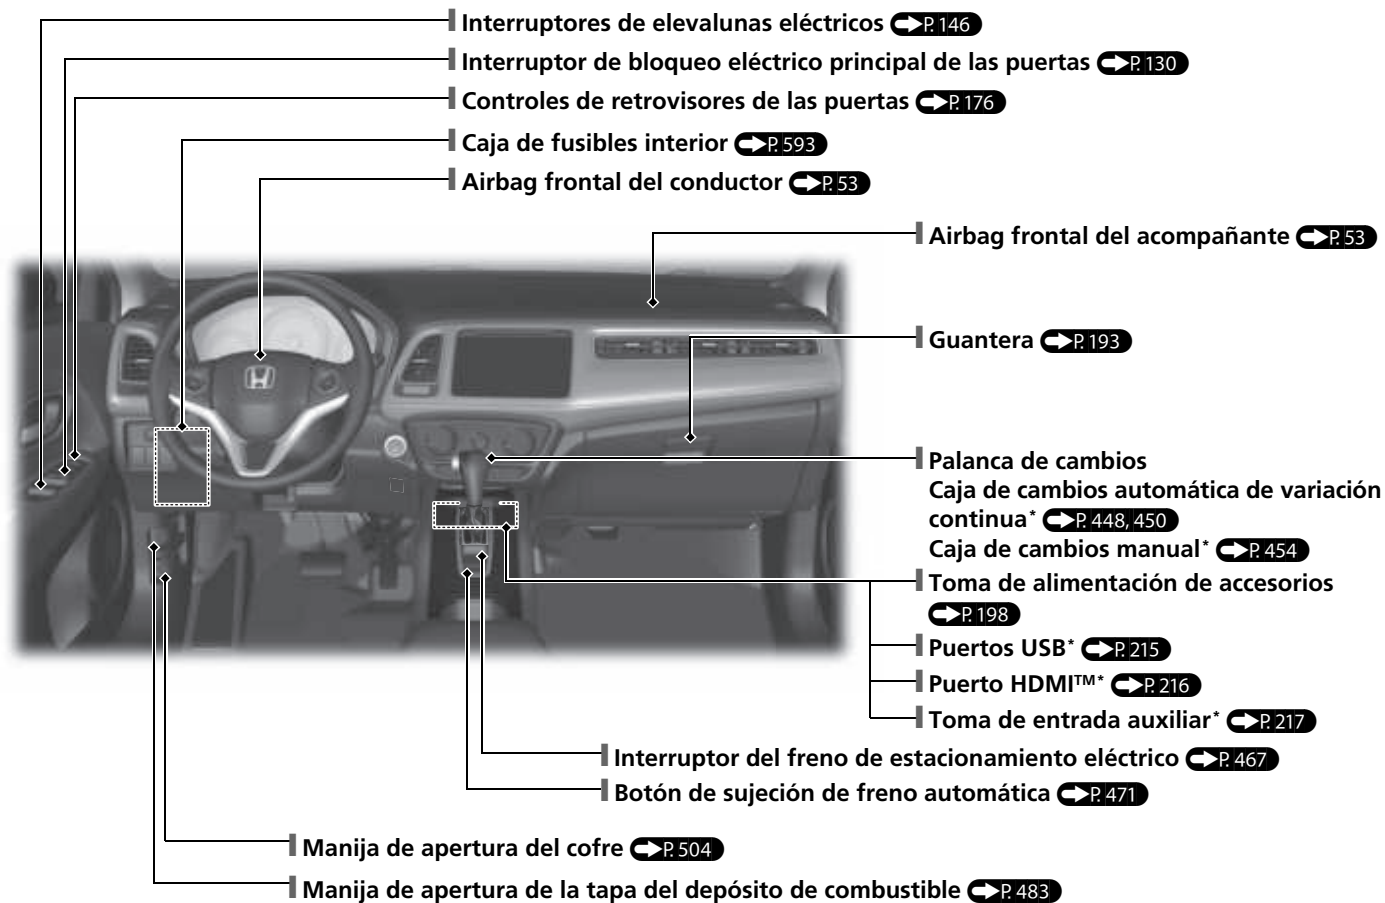 Interruptores de elevalunas eléctricos P. 146
Interruptor de bloqueo eléctrico principal de las puertas P. 130
Controles de retrovisores de las puertas P. 176
Caja de fusibles interior P. 593
Airbag frontal del conductor P. 53
Airbag frontal del acompañante P. 53
Guantera P. 193
Palanca de cambios
Caja de cambios automática de variación
continua* P. 448, 450
Caja de cambios manual* P. 454
Toma de alimentación de accesorios
P. 198
Puertos USB* P. 215
Puerto HDMI™* P. 216
Toma de entrada auxiliar* P. 217
Interruptor del freno de estacionamiento eléctrico P. 467
Botón de sujeción de freno automática P. 471
Manija de apertura del cofre P. 504
Manija de apertura de la tapa del depósito de combustible P. 483